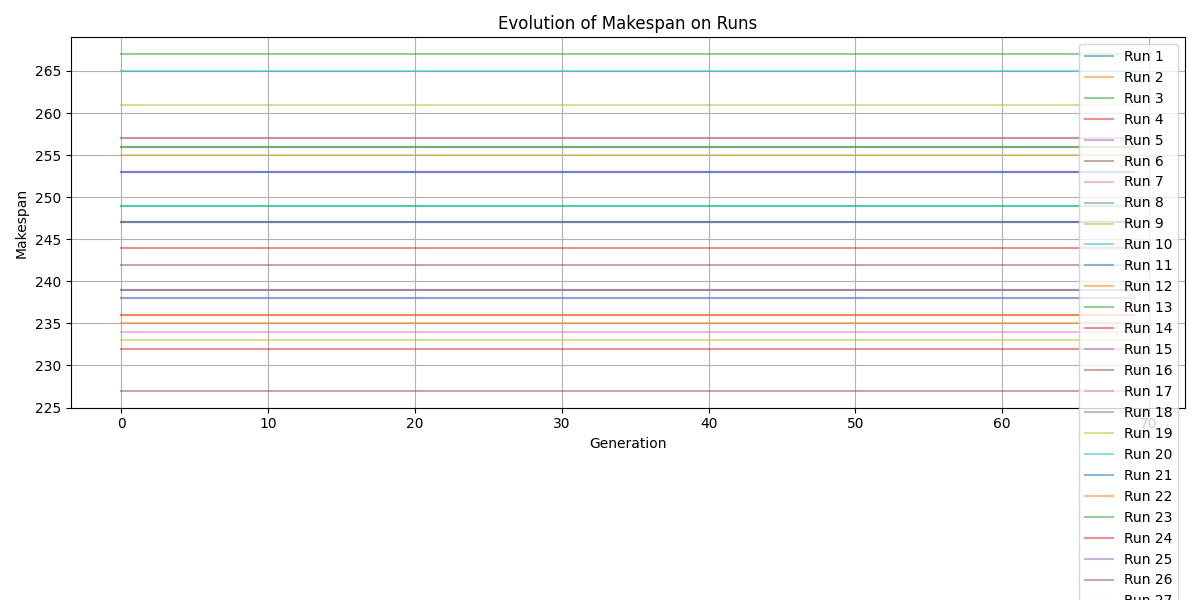 Evolution of Makespan on Runs
Makespan
265
260
255
250
245
240
235
230
225
0 10 20 30 40 50 60 70
Generation
Run 1
Run 2
Run 3
Run 4
Run 5
Run 6
Run 7
Run 8
Run 9
Run 10
Run 11
Run 12
Run 13
Run 14
Run 15
Run 16
Run 17
Run 18
Run 19
Run 20
Run 21
Run 22
Run 23
Run 24
Run 25
Run 26
Run 27